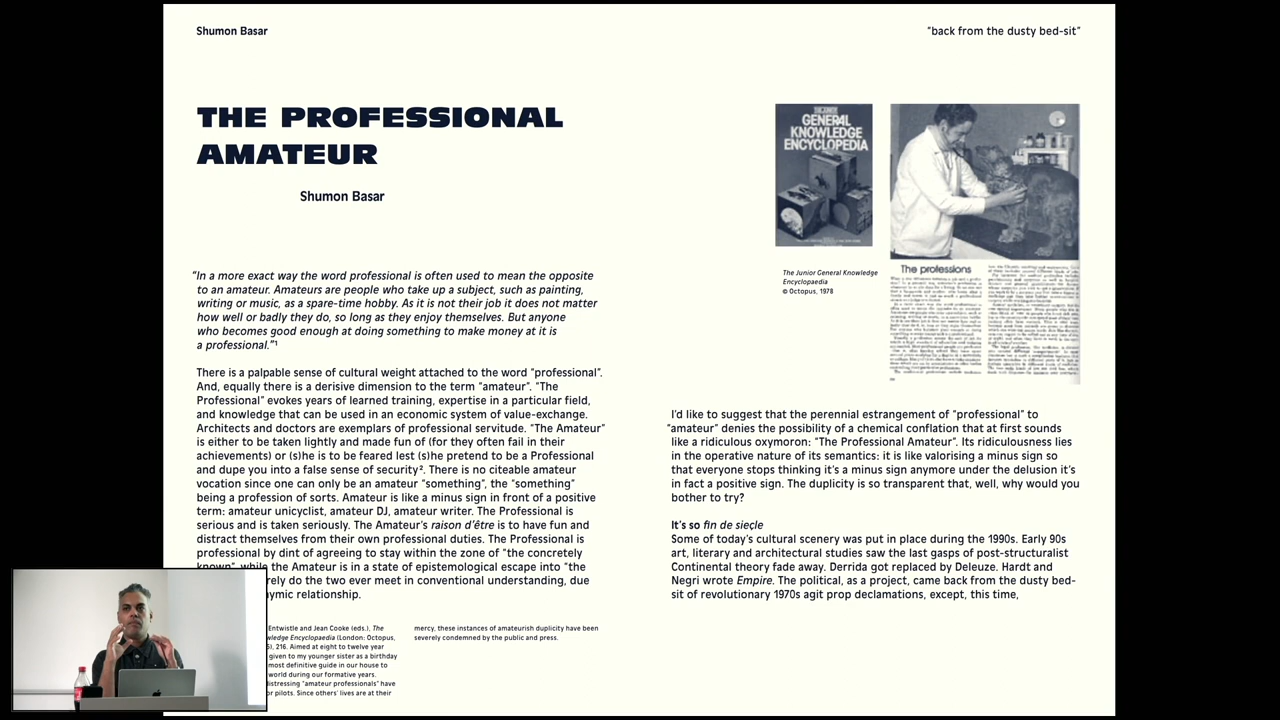 Shumon Basar
“back from the dusty bed-sit”
THE PROFESSIONAL
AMATEUR
Shumon Basar
“In a more exact way the word professional is often used to mean the opposite
to an amateur. Amateurs are people who take up a subject, such as painting,
writing or music, as a spare-time hobby. As it is not their job it does not matter
how well or badly they do it, so long as they enjoy themselves. But anyone
who becomes good enough at doing something to make money at it is
a professional.”¹
There is a palpable sense of cultural weight attached to the word “professional”.
And, equally there is a derisive dimension to the term “amateur”. “The
Professional” evokes years of learned training, expertise in a particular field,
and knowledge that can be used in an economic system of value-exchange.
Architects and doctors are exemplars of professional servitude. “The Amateur”
is either to be taken lightly and made fun of (for they often fail in their
achievements) or (s)he is to be feared lest (s)he pretend to be a Professional
and dupe you into a false sense of security². There is no citeable amateur
vocation since one can only be an amateur “something”, the “something”
being a profession of sorts. Amateur is like a minus sign in front of a positive
term: amateur unicyclist, amateur DJ, amateur writer. The Professional is
serious and is taken seriously. The Amateur’s raison d’être is to have fun and
distract themselves from their own professional duties. The Professional is
professional by dint of agreeing to stay within the zone of “the concretely
known”, while the Amateur is in a state of epistemological escape into “the
rely do the two ever meet in conventional understanding, due
nymic relationship.
Entwistle and Jean Cooke (eds.), The
wledge Encyclopaedia (London: Octopus,
), 216. Aimed at eight to twelve year
given to my younger sister as a birthday
most definitive guide in our house to
world during our formative years.
distressing “amateur professionals” have
or pilots. Since others’ lives are at their
mercy, these instances of amateurish duplicity have been
severely condemned by the public and press.
GENERAL
KNOWLEDGE
ENCYCLOPEDIA
The Junior General Knowledge
Encyclopaedia
© Octopus, 1978
The professions
I’d like to suggest that the perennial estrangement of “professional” to
“amateur” denies the possibility of a chemical conflation that at first sounds
like a ridiculous oxymoron: “The Professional Amateur”. Its ridiculousness lies
in the operative nature of its semantics: it is like valorising a minus sign so
that everyone stops thinking it’s a minus sign anymore under the delusion it’s
in fact a positive sign. The duplicity is so transparent that, well, why would you
bother to try?
It’s so fin de sieçle
Some of today’s cultural scenery was put in place during the 1990s. Early 90s
art, literary and architectural studies saw the last gasps of post-structuralist
Continental theory fade away. Derrida got replaced by Deleuze. Hardt and
Negri wrote Empire. The political, as a project, came back from the dusty bed-
sit of revolutionary 1970s agit prop declamations, except, this time,